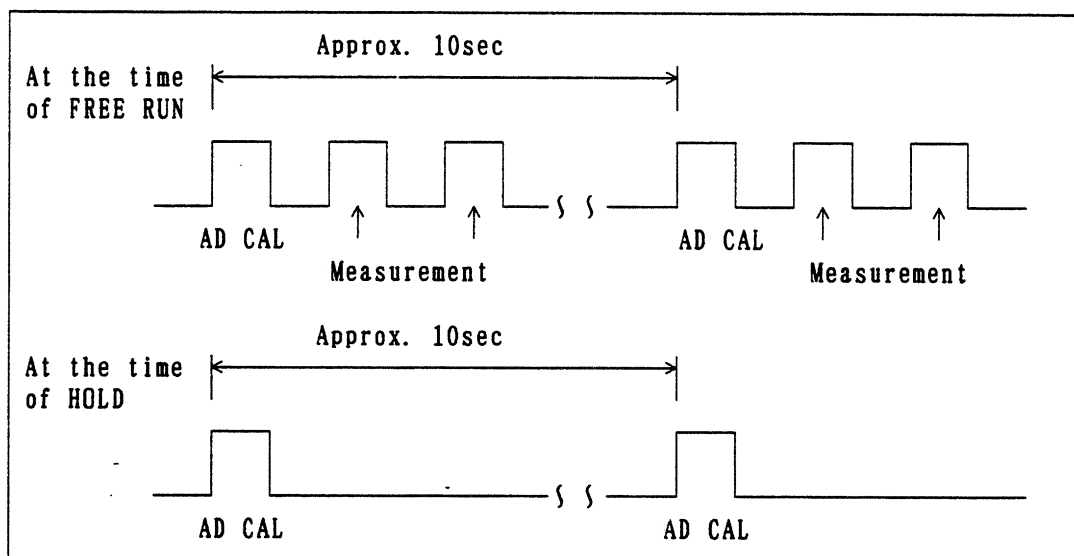 Approx. 10sec
At the time
of FREE RUN
AD CAL
AD CAL
Measurement
Measurement
Approx. 10sec
At the time
of HOLD
AD CAL
AD CAL